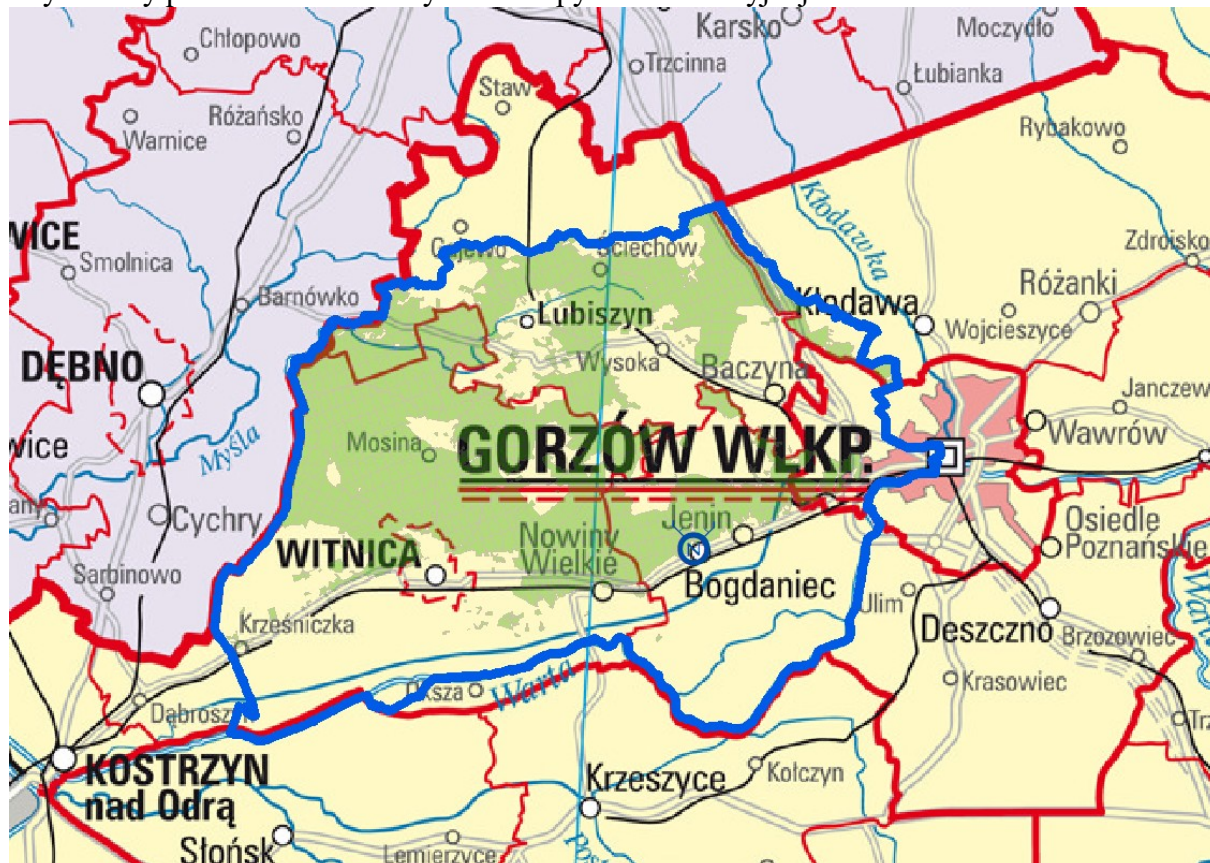 Karsko
Moczydło
Chłopowo
Trzcinna
Łubianka
Staw
Różańsko
Warnice
Rybakowo
Kłodawka
VICE
Smolnica
Ściechów
Zdroisko
Barnówko
Kłodawa
Różanki
Lubiszyn
Wojcieszyce
Wysoka
DĘBNO
Baczyna
Janczew
wice
Myśla
Mosina
GORZÓW WLKP.
Wawrów
Cychry
Nowiny
Wielkie
Jenin
Osiedle
Poznańskie
WITNICA
Sarbinowo
Bogdaniec
Ulim
Krześniczka
Deszczno
Brzozowiec
Warta
Krasowiec
KOSTRZYN
nad Odrą
Krzeszyce
Kołczyn
Słońsk
Lemierzyce